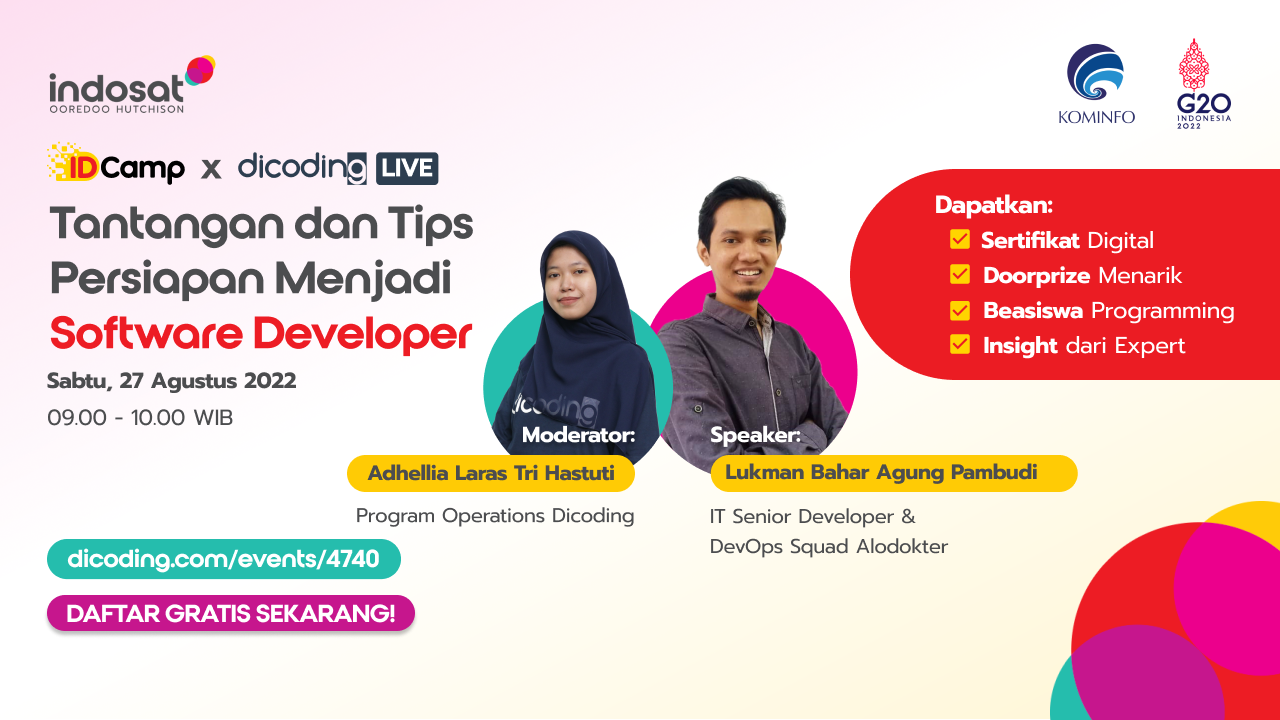 indosat
OOREDOO HUTCHISON
KOMINFO
G20
INDONESIA
2022
IDCamp x dicoding LIVE
Tantangan dan Tips
Persiapan Menjadi
Software Developer
Sabtu, 27 Agustus 2022
09.00 - 10.00 WIB
Dapatkan:
Sertifikat Digital
Doorprize Menarik
Beasiswa Programming
Insight dari Expert
dicoding
Moderator:
Adhellia Laras Tri Hastuti
Program Operations Dicoding
Speaker:
Lukman Bahar Agung Pambudi
IT Senior Developer &
DevOps Squad Alodokter
dicoding.com/events/4740
DAFTAR GRATIS SEKARANG!